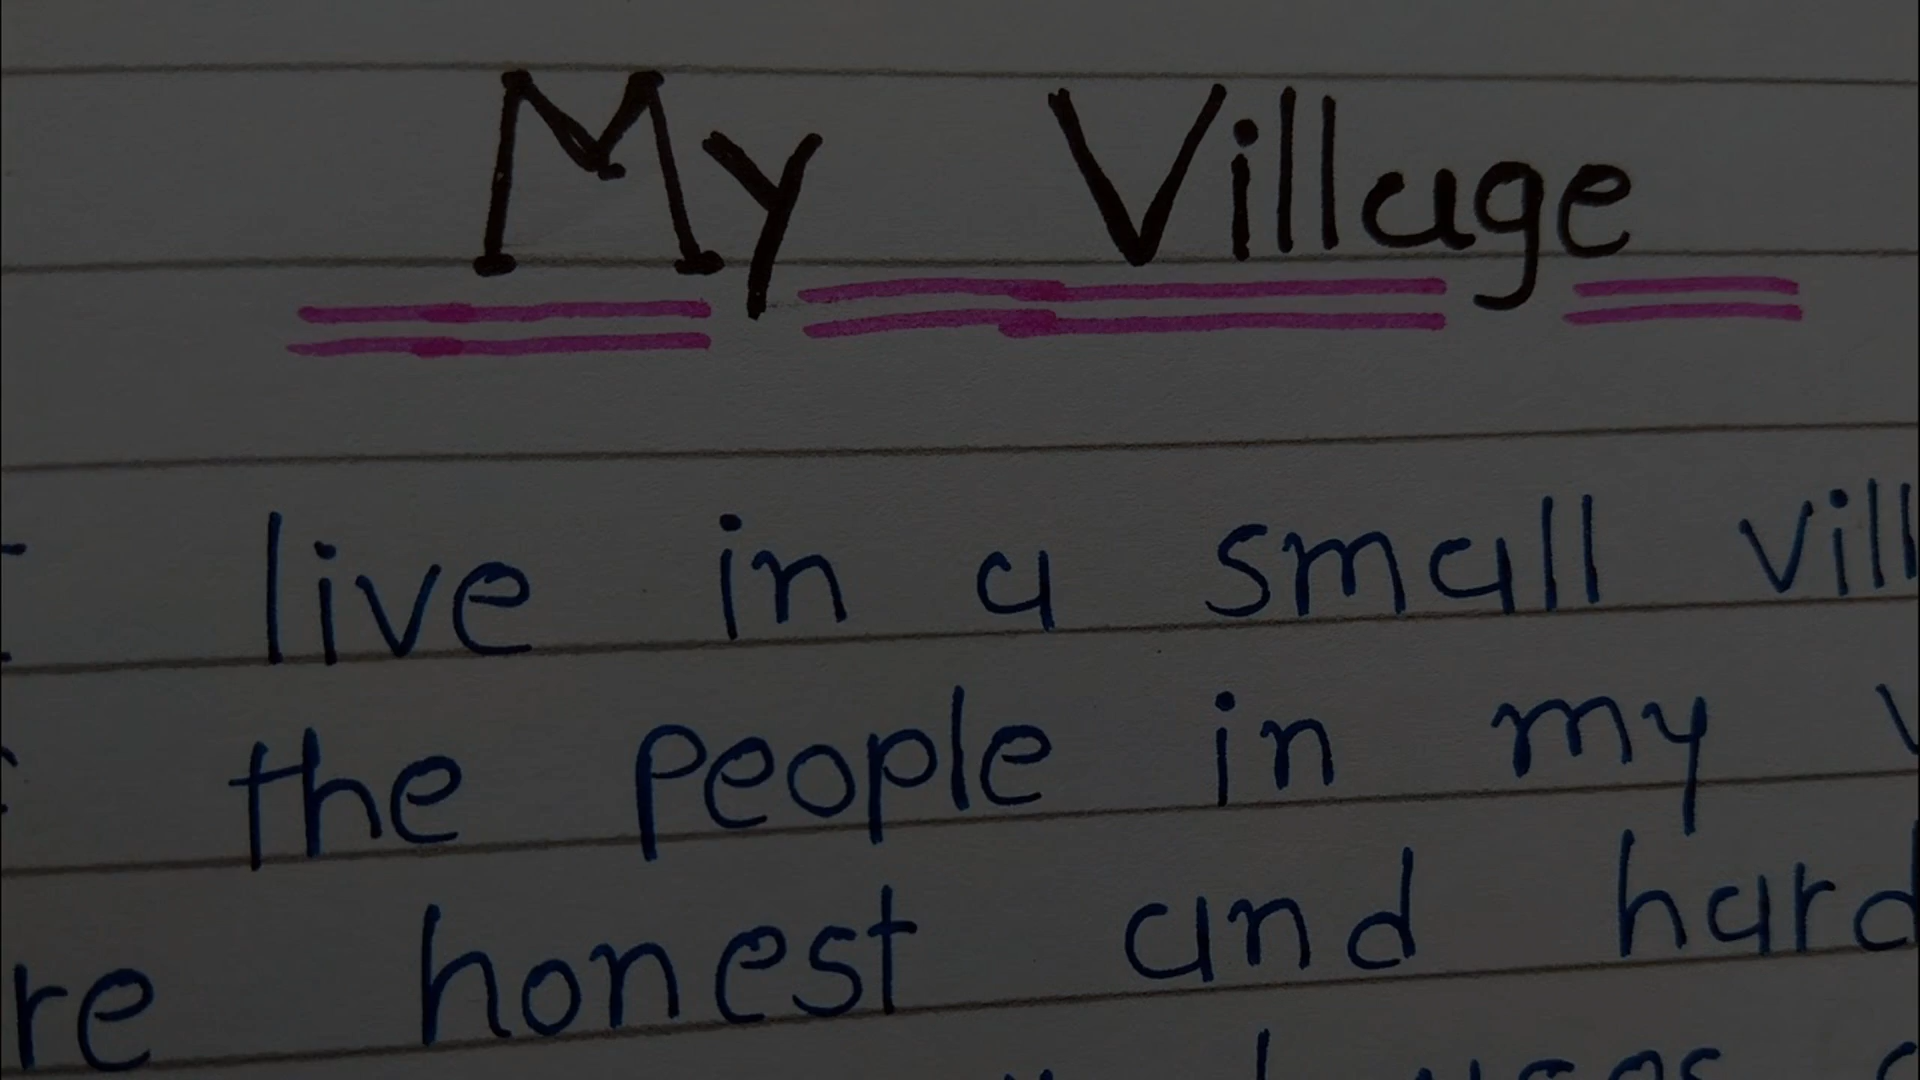 My Village
live in a small vill
the people in my
re honest and hard